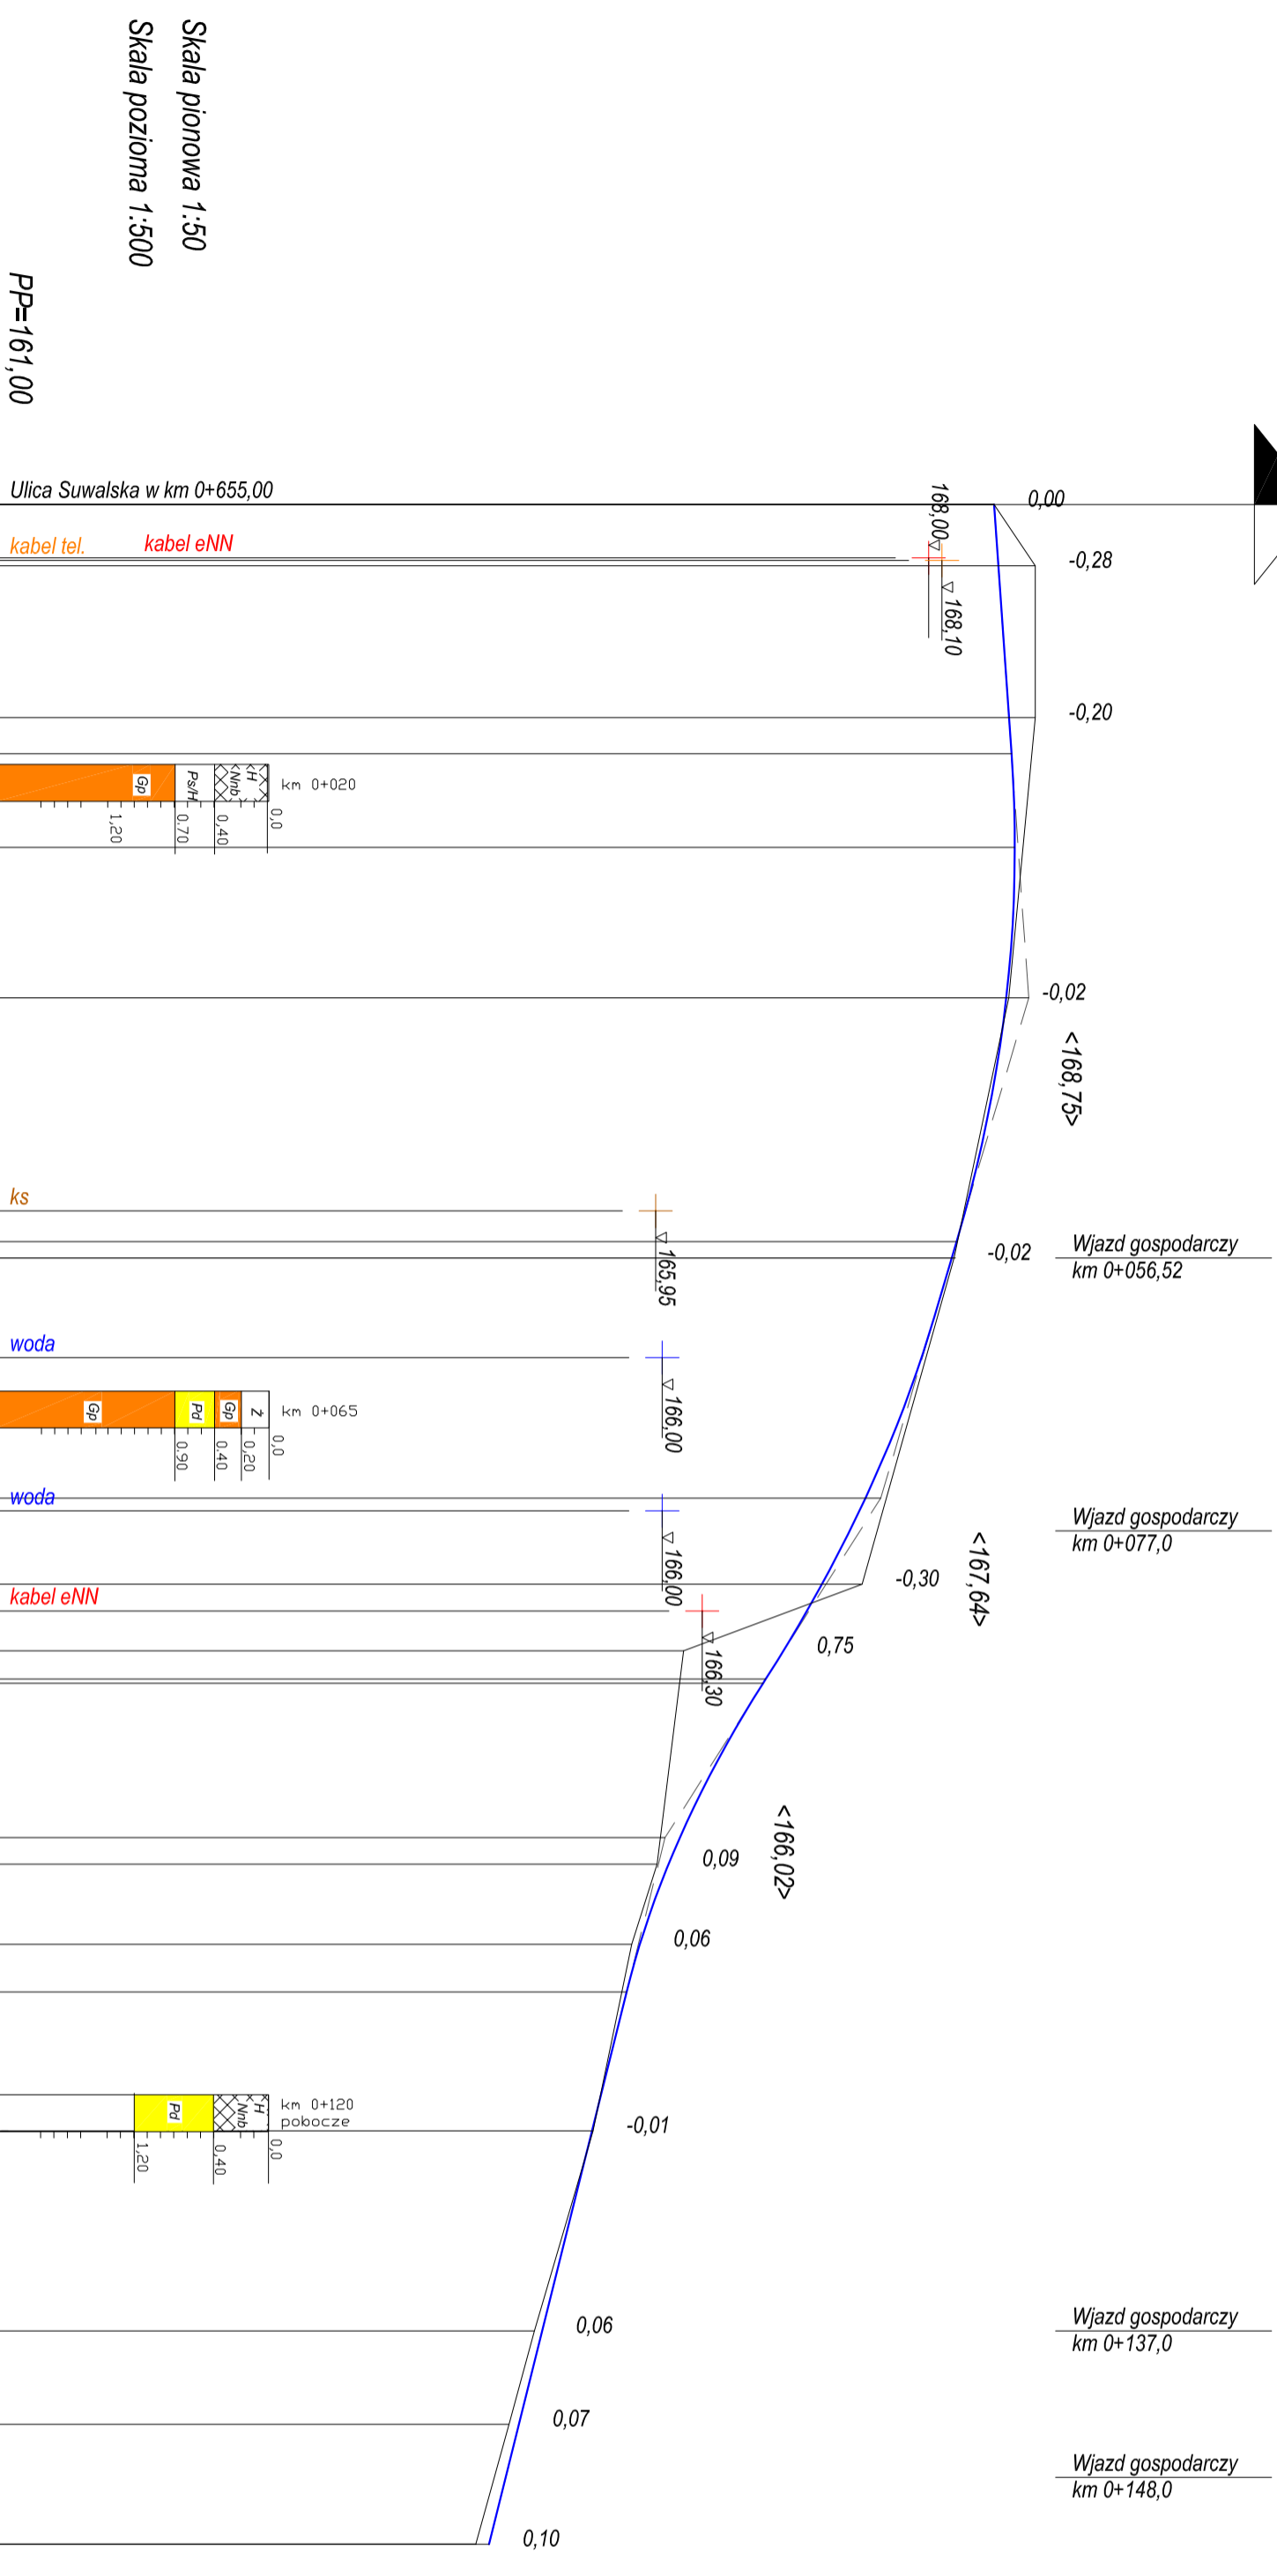 Skala pionowa 1:50
Skala pozioma 1:500
PP=161,00
Ulica Suwalska w km 0+655,00
0,00
168,00
kabel tel.
kabel eNN
-0,28
168,10
-0,20
km 0+020
H
Nnb
Ps/H
Gp
0,0
0,40
0.70
1,20
-0,02
<168,75>
ks
165,95
-0,02
Wjazd gospodarczy
km 0+056,52
woda
166,00
km 0+065
Ż
Gp
Pd
Gp
0,0
0,20
0.40
0.90
woda
166,00
Wjazd gospodarczy
km 0+077,0
<167,64>
-0,30
kabel eNN
166,30
0,75
<166,02>
0,09
0,06
km 0+120
pobocze
H
Nnb
Pd
0,0
0,40
1,20
-0,01
Wjazd gospodarczy
km 0+137,0
0,06
0,07
Wjazd gospodarczy
km 0+148,0
0,10